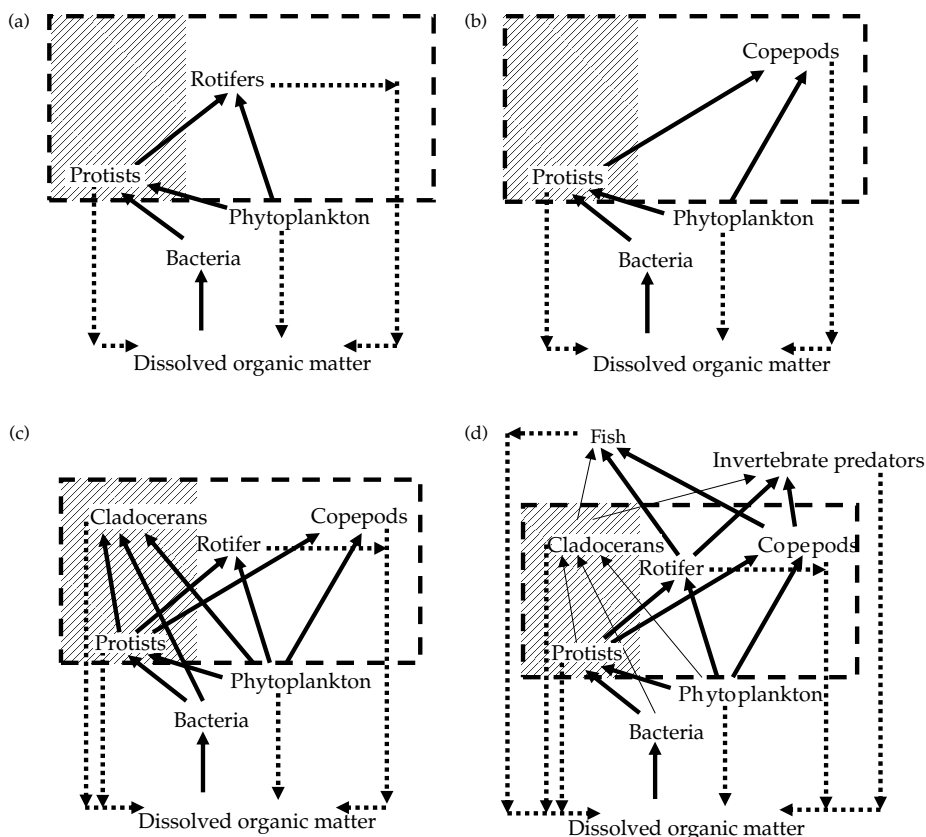 (a)
Rotifers
Protists
Phytoplankton
Bacteria
Dissolved organic matter
(b)
Copepods
Protists
Phytoplankton
Bacteria
Dissolved organic matter
(c)
Cladocerans
Copepods
Rotifer
Protists
Phytoplankton
Bacteria
Dissolved organic matter
(d)
Fish
Invertebrate predators
Cladocerans
Copepods
Rotifer
Protists
Phytoplankton
Bacteria
Dissolved organic matter